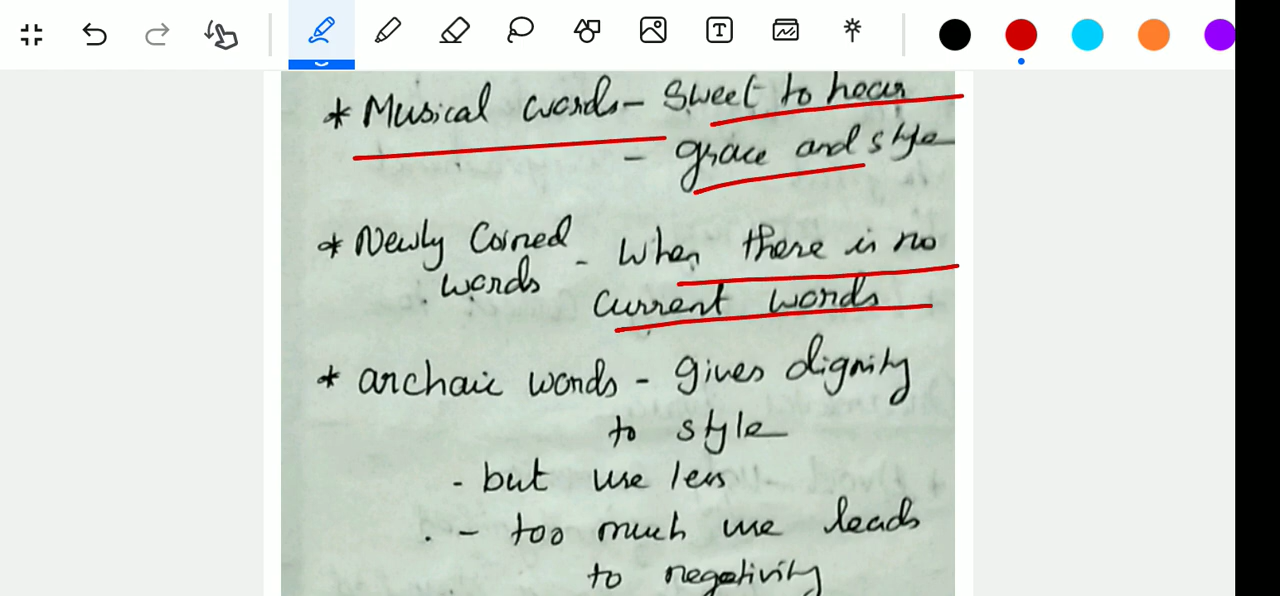 * Musical words - Sweet to hear
- grace and style
* Newly Coined words - When there is no
current words
* archaic words - gives dignity
to style
- but use less
- too much use leads
to negativity